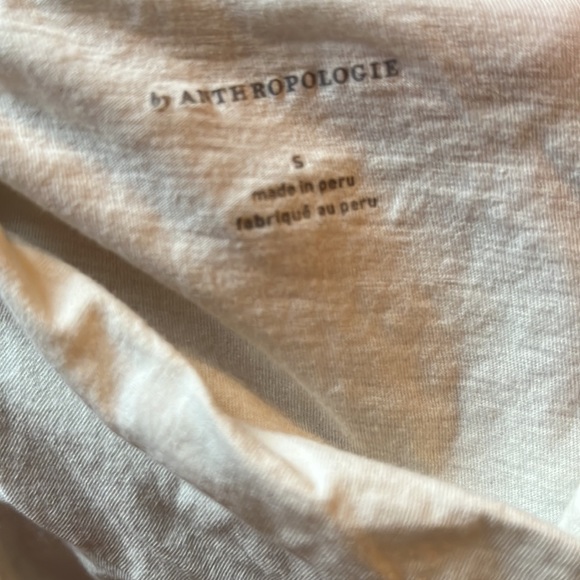 by ANTHROPOLOGIE
S
made in peru
fabriqué au peru